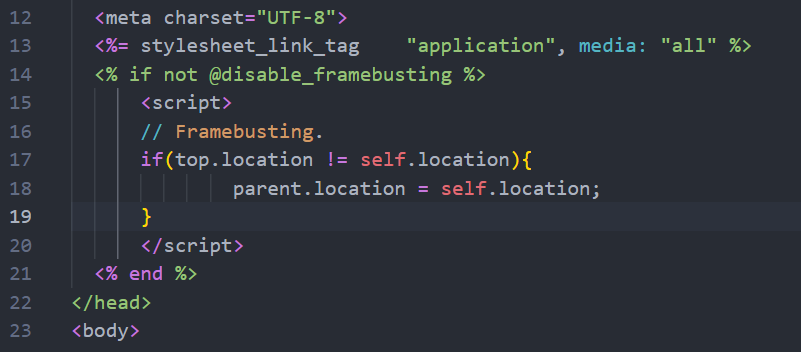 12 <meta charset="UTF-8">
13 <%= stylesheet_link_tag    "application", media: "all" %>
14 <% if not @disable_framebusting %>
15 <script>
16 // Framebusting.
17 if(top.location != self.location){
18 parent.location = self.location;
19 }
20 </script>
21 <% end %>
22 </head>
23 <body>